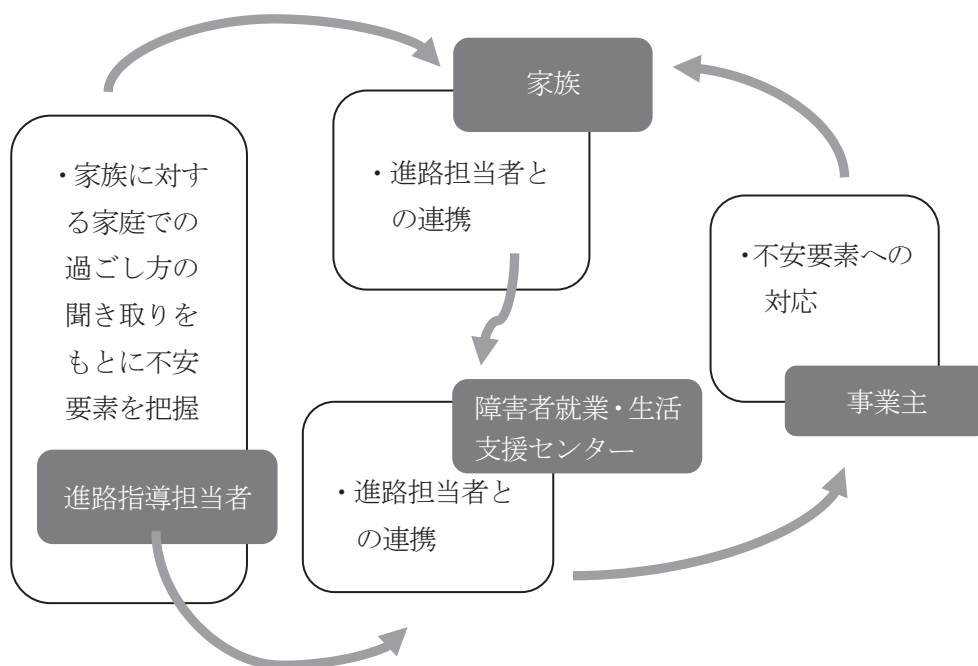 ・家族に対す
る家庭での
過ごし方の
聞き取りを
もとに不安
要素を把握
進路指導担当者
家族
・進路担当者と
の連携
障害者就業・生活
支援センター
・進路担当者と
の連携
・不安要素への
対応
事業主